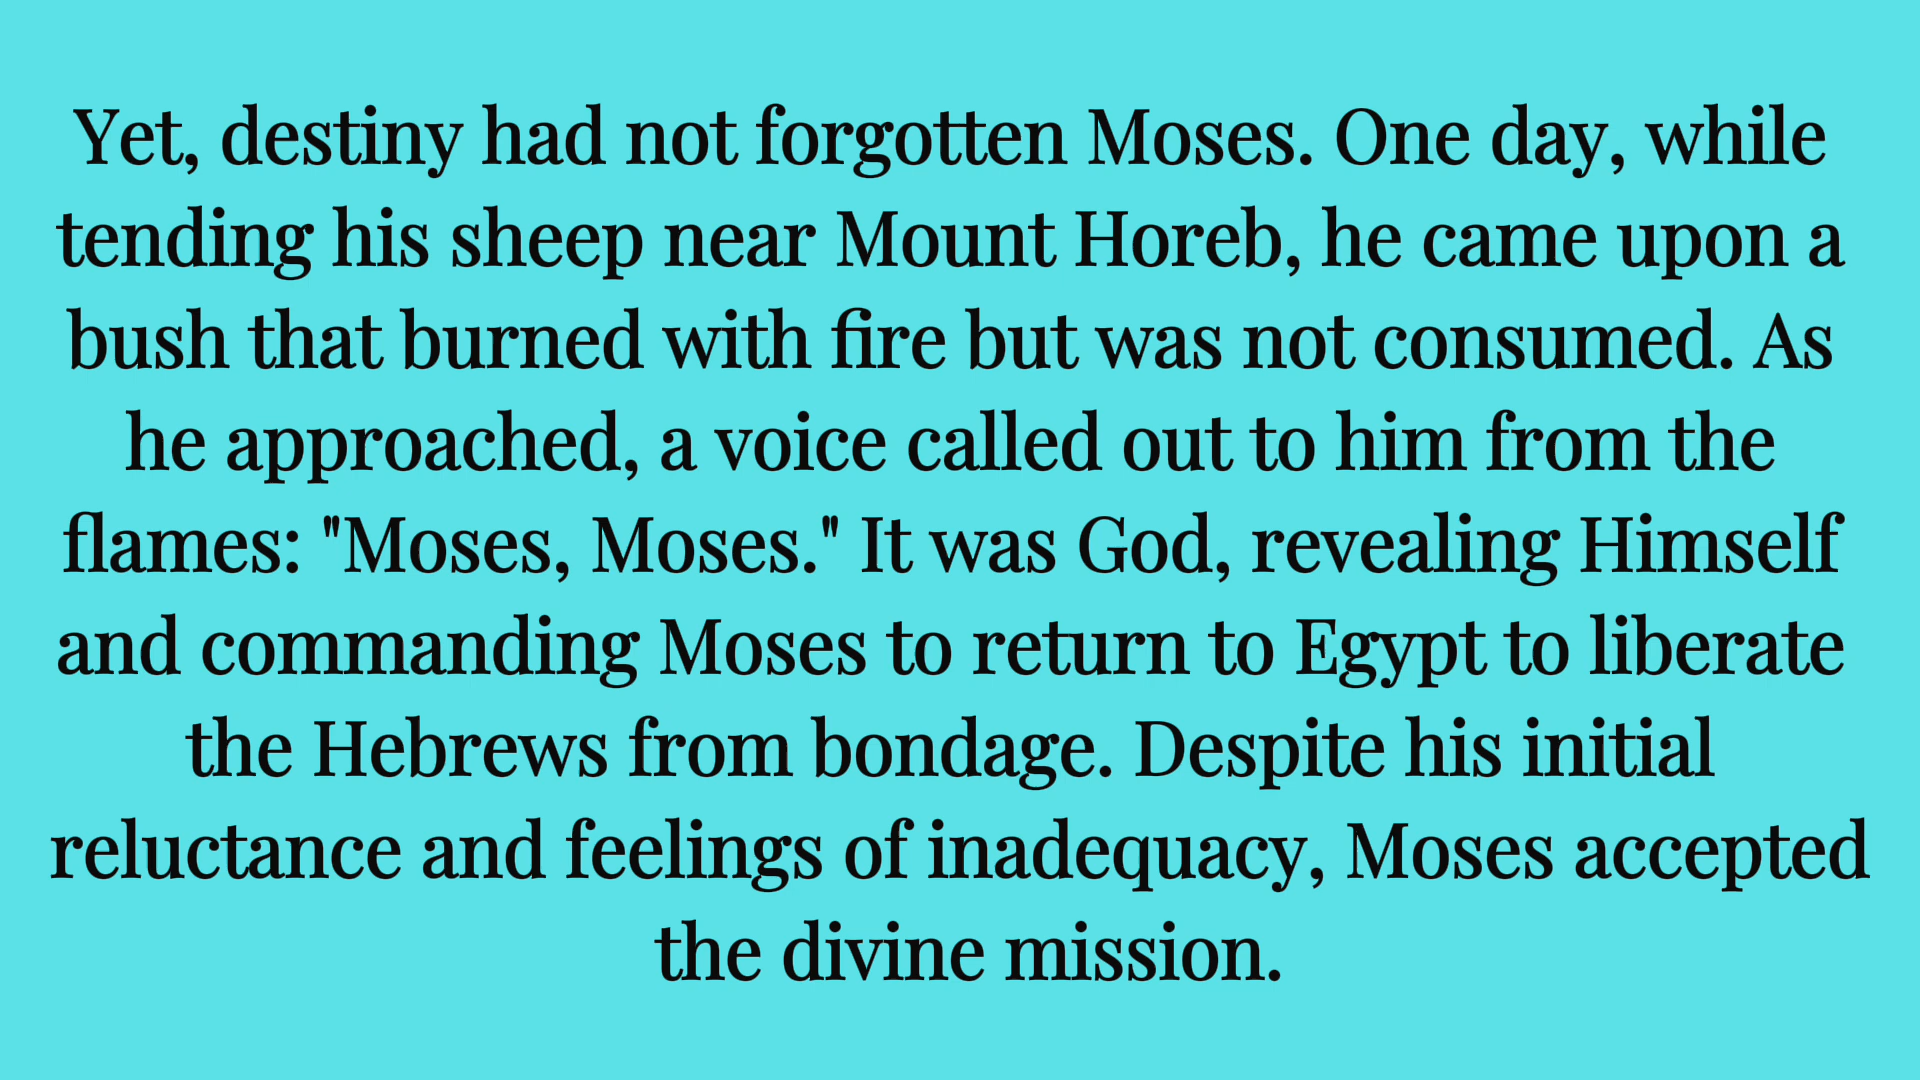 Yet, destiny had not forgotten Moses. One day, while
tending his sheep near Mount Horeb, he came upon a
bush that burned with fire but was not consumed. As
he approached, a voice called out to him from the
flames: "Moses, Moses." It was God, revealing Himself
and commanding Moses to return to Egypt to liberate
the Hebrews from bondage. Despite his initial
reluctance and feelings of inadequacy, Moses accepted
the divine mission.